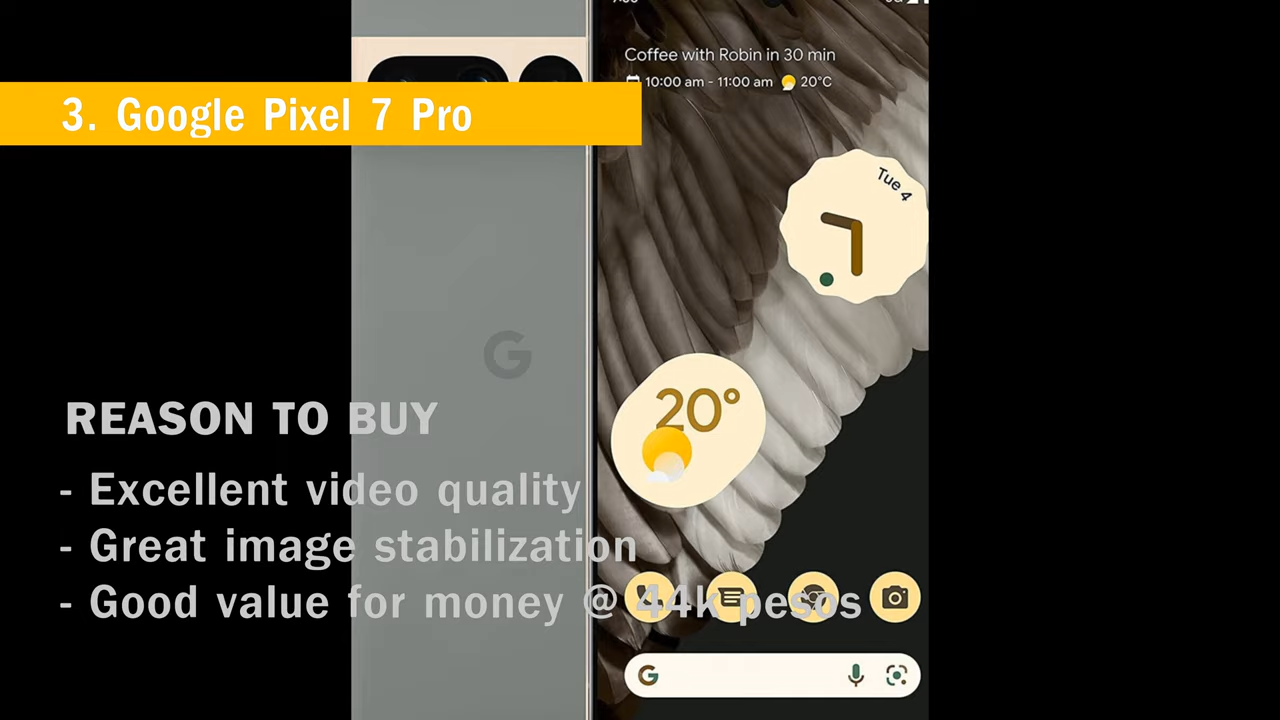 Coffee with Robin in 30 min
10:00 am - 11:00 am 20°C
3. Google Pixel 7 Pro
Tue 4
G
20°
REASON TO BUY
- Excellent video quality
- Great image stabilization
- Good value for money @ 44k pesos
G